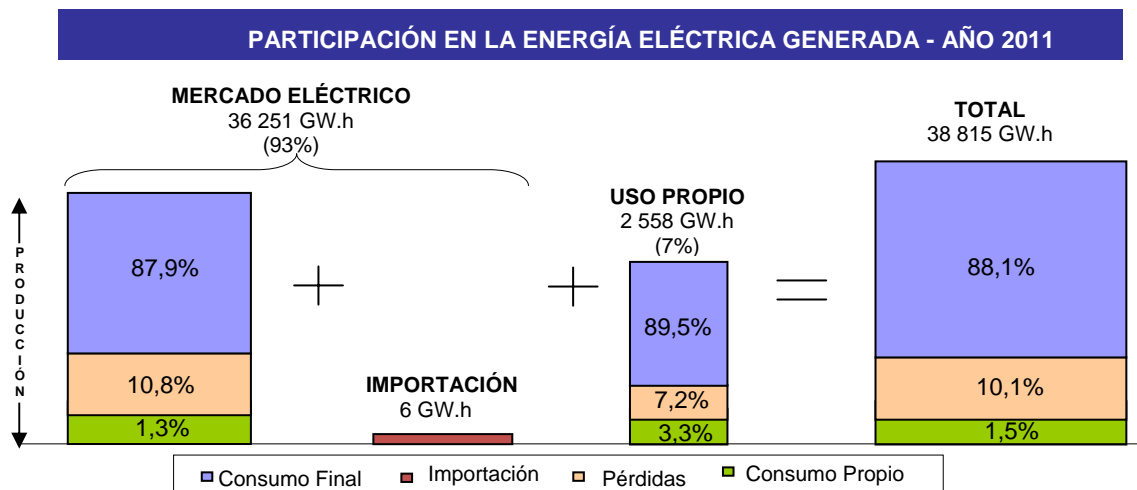 PARTICIPACIÓN EN LA ENERGÍA ELÉCTRICA GENERADA - AÑO 2011
MERCADO ELÉCTRICO
36 251 GW.h
(93%)
TOTAL
38 815 GW.h
USO PROPIO
2 558 GW.h
(7%)
PRODUCCIÓN
87,9%
10,8%
1,3%
+
IMPORTACIÓN
6 GW.h
+
89,5%
7,2%
3,3%
=
88,1%
10,1%
1,5%
Consumo Final Importación Pérdidas Consumo Propio